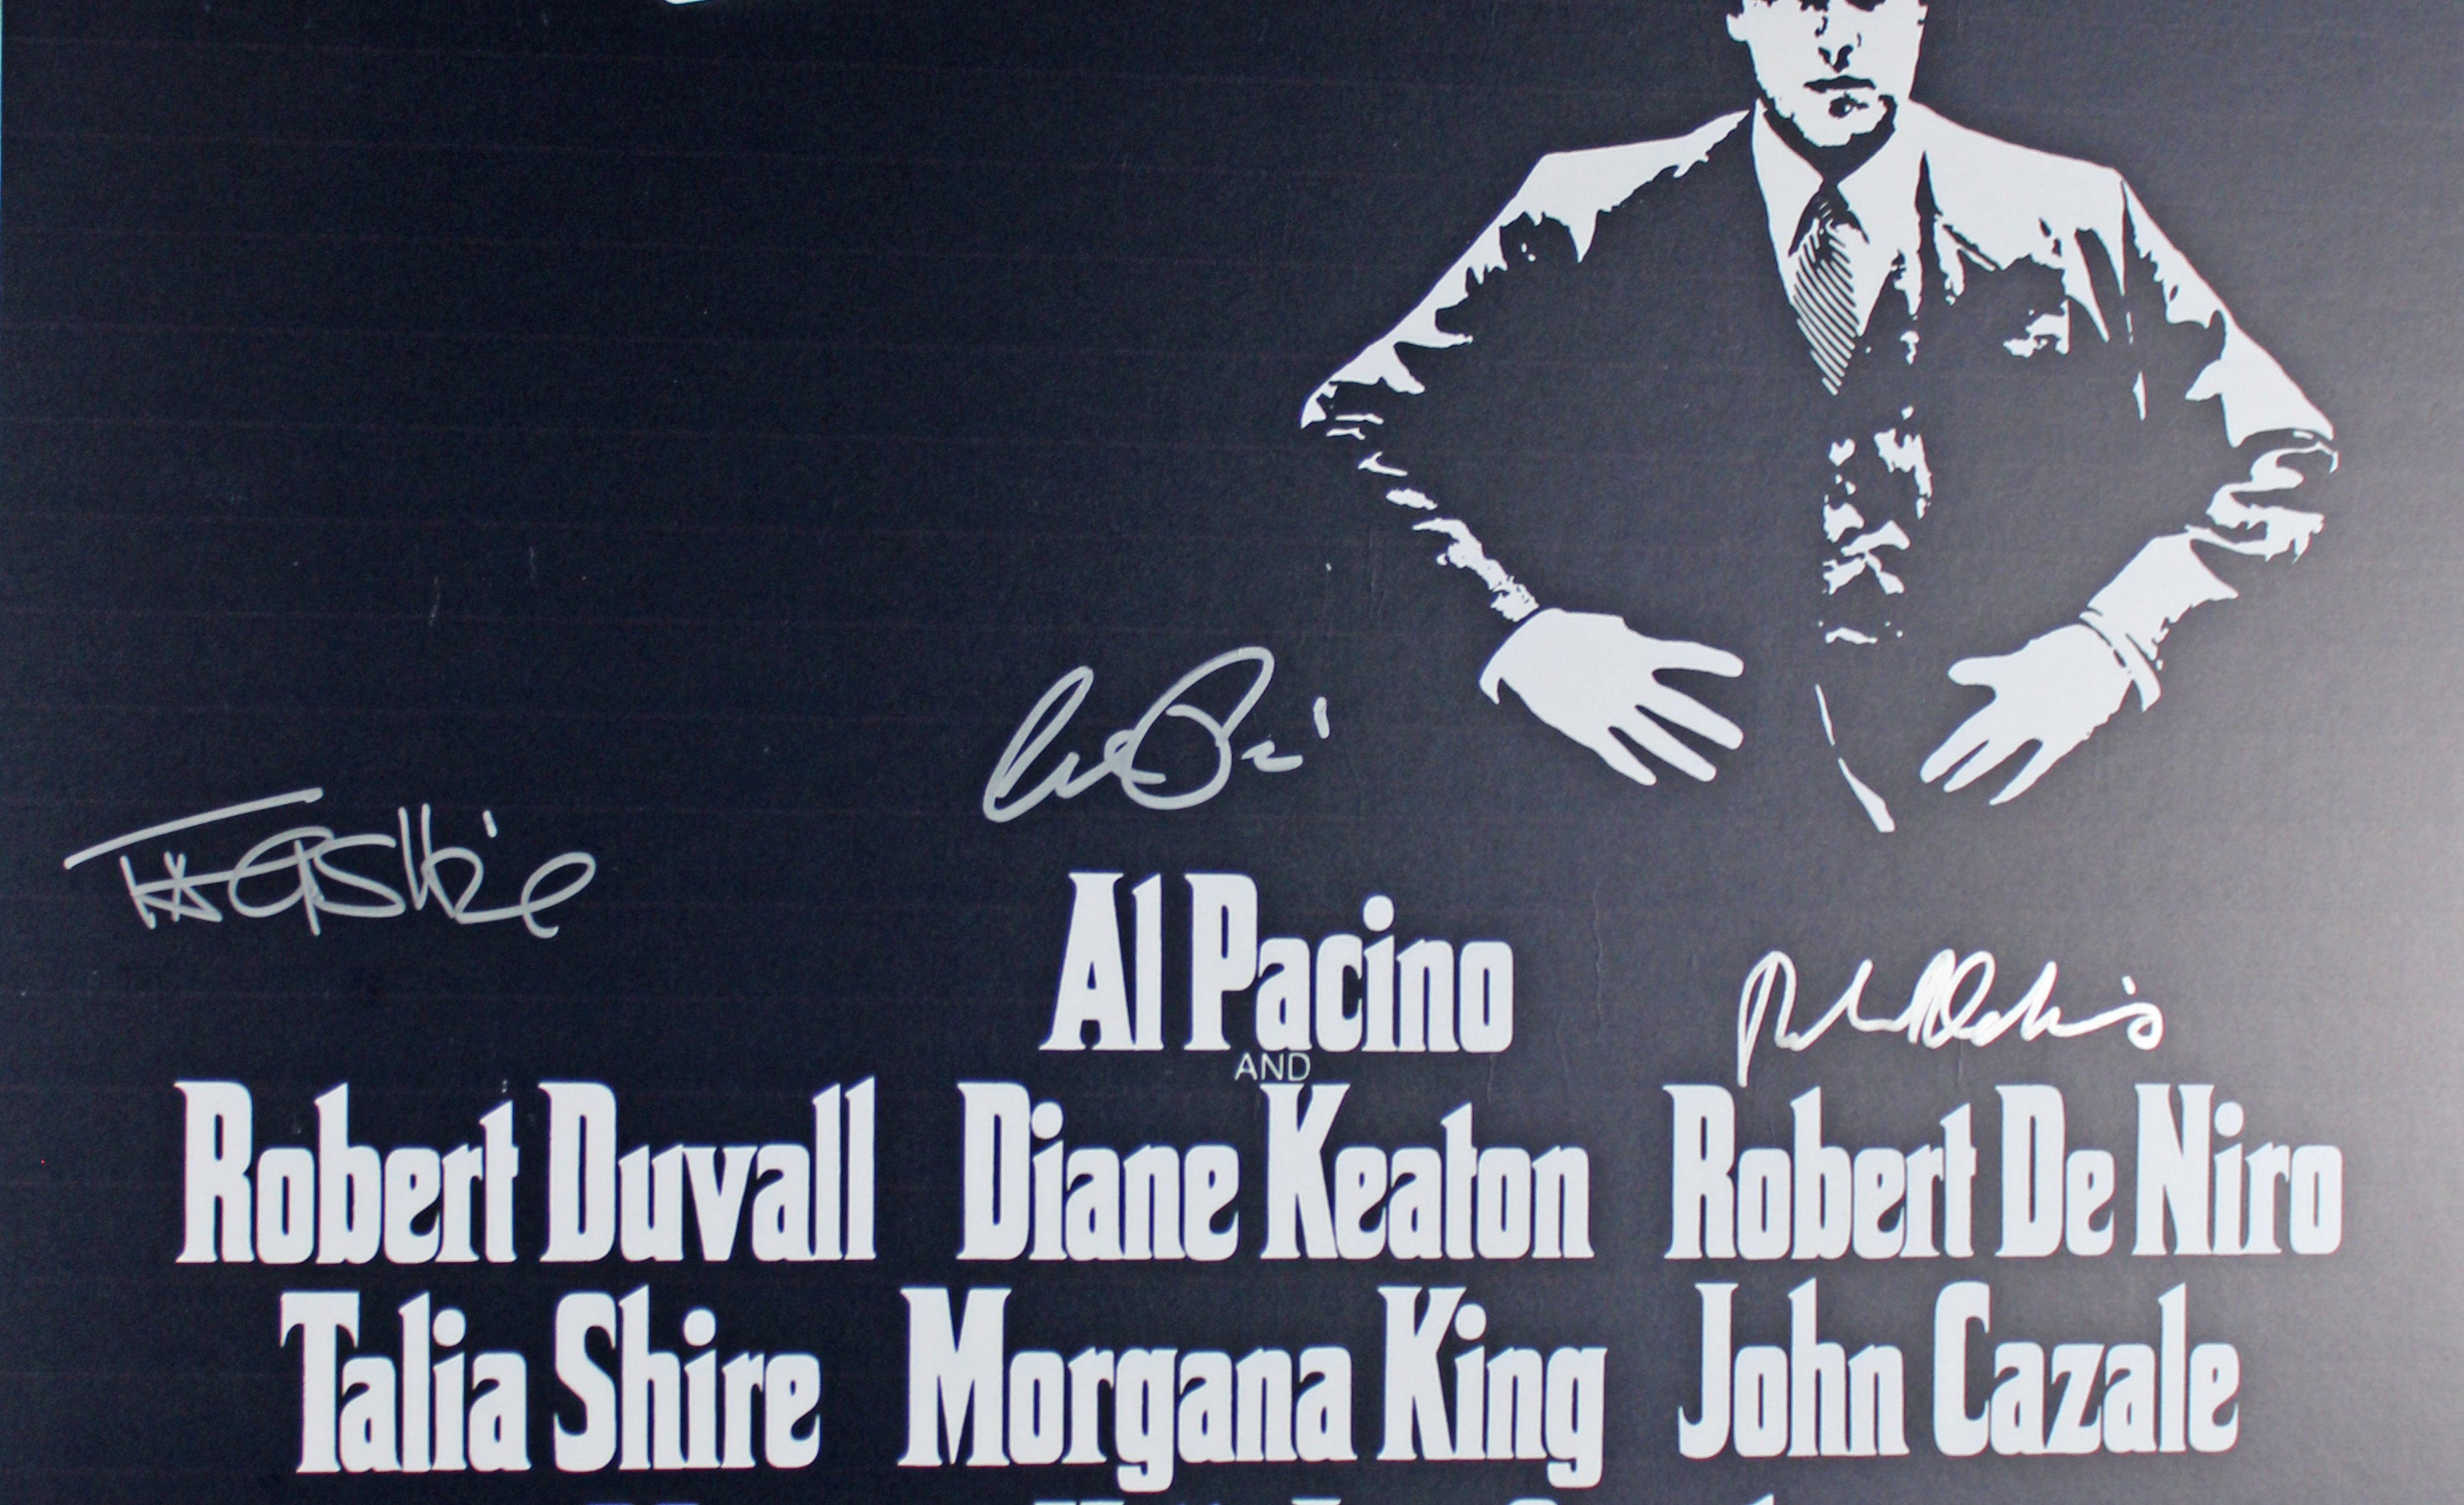 Al Pacino
AND
Robert Duvall Diane Keaton Robert De Niro
Talia Shire Morgana King John Cazale